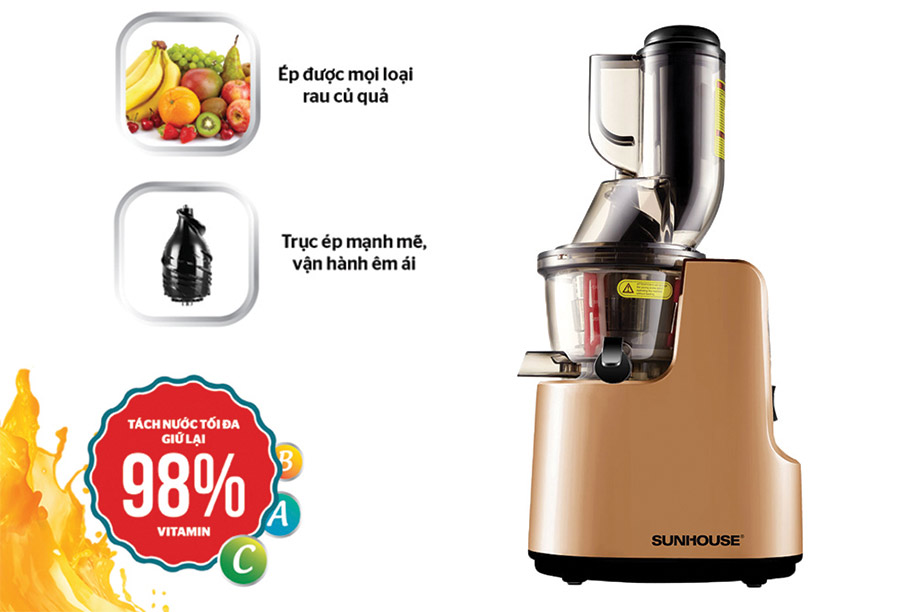 Ép được mọi loại
rau củ quả
Trục ép mạnh mẽ,
vận hành êm ái
TÁCH NƯỚC TỐI ĐA
GIỮ LẠI
98%
VITAMIN
B
A
C
SUNHOUSE®